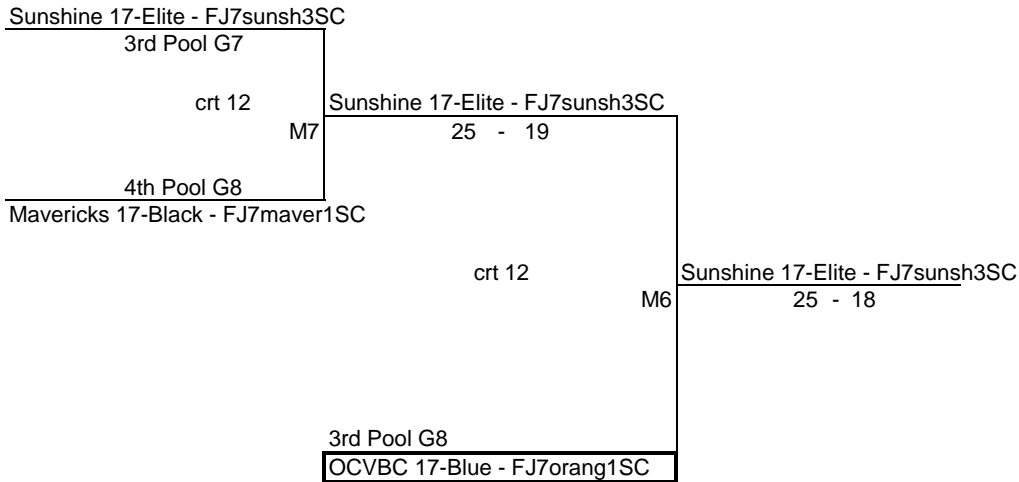 Sunshine 17-Elite - FJ7sunsh3SC
3rd Pool G7
crt 12
Sunshine 17-Elite - FJ7sunsh3SC
M7
25 - 19
4th Pool G8
Mavericks 17-Black - FJ7maver1SC
crt 12
Sunshine 17-Elite - FJ7sunsh3SC
M6
25 - 18
3rd Pool G8
OCVBC 17-Blue - FJ7orang1SC